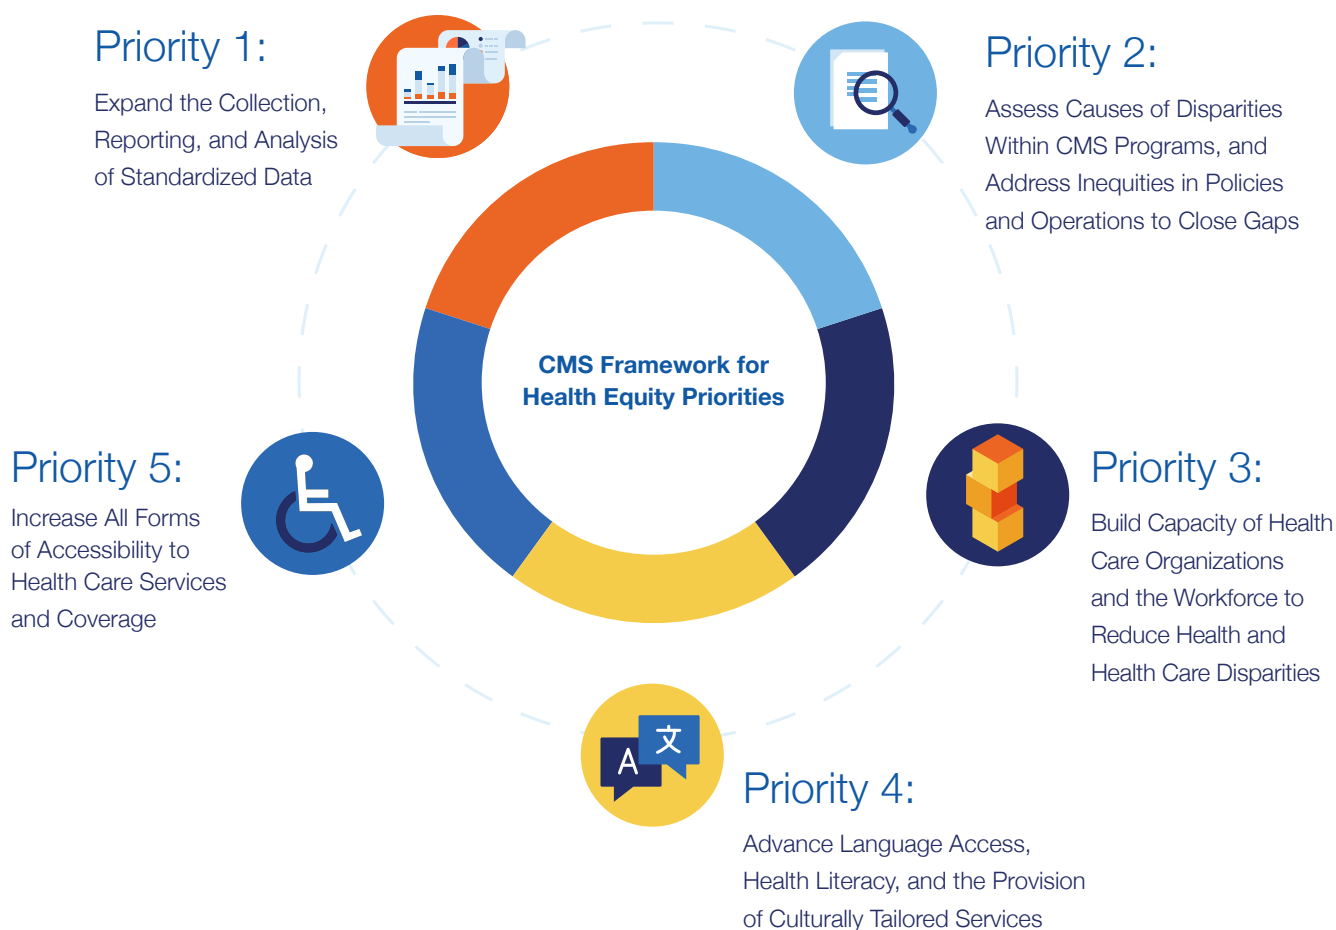 Priority 1:
Expand the Collection,
Reporting, and Analysis
of Standardized Data
Priority 2:
Assess Causes of Disparities
Within CMS Programs, and
Address Inequities in Policies
and Operations to Close Gaps
CMS Framework for
Health Equity Priorities
Priority 3:
Build Capacity of Health
Care Organizations
and the Workforce to
Reduce Health and
Health Care Disparities
Priority 5:
Increase All Forms
of Accessibility to
Health Care Services
and Coverage
A
文
Priority 4:
Advance Language Access,
Health Literacy, and the Provision
of Culturally Tailored Services